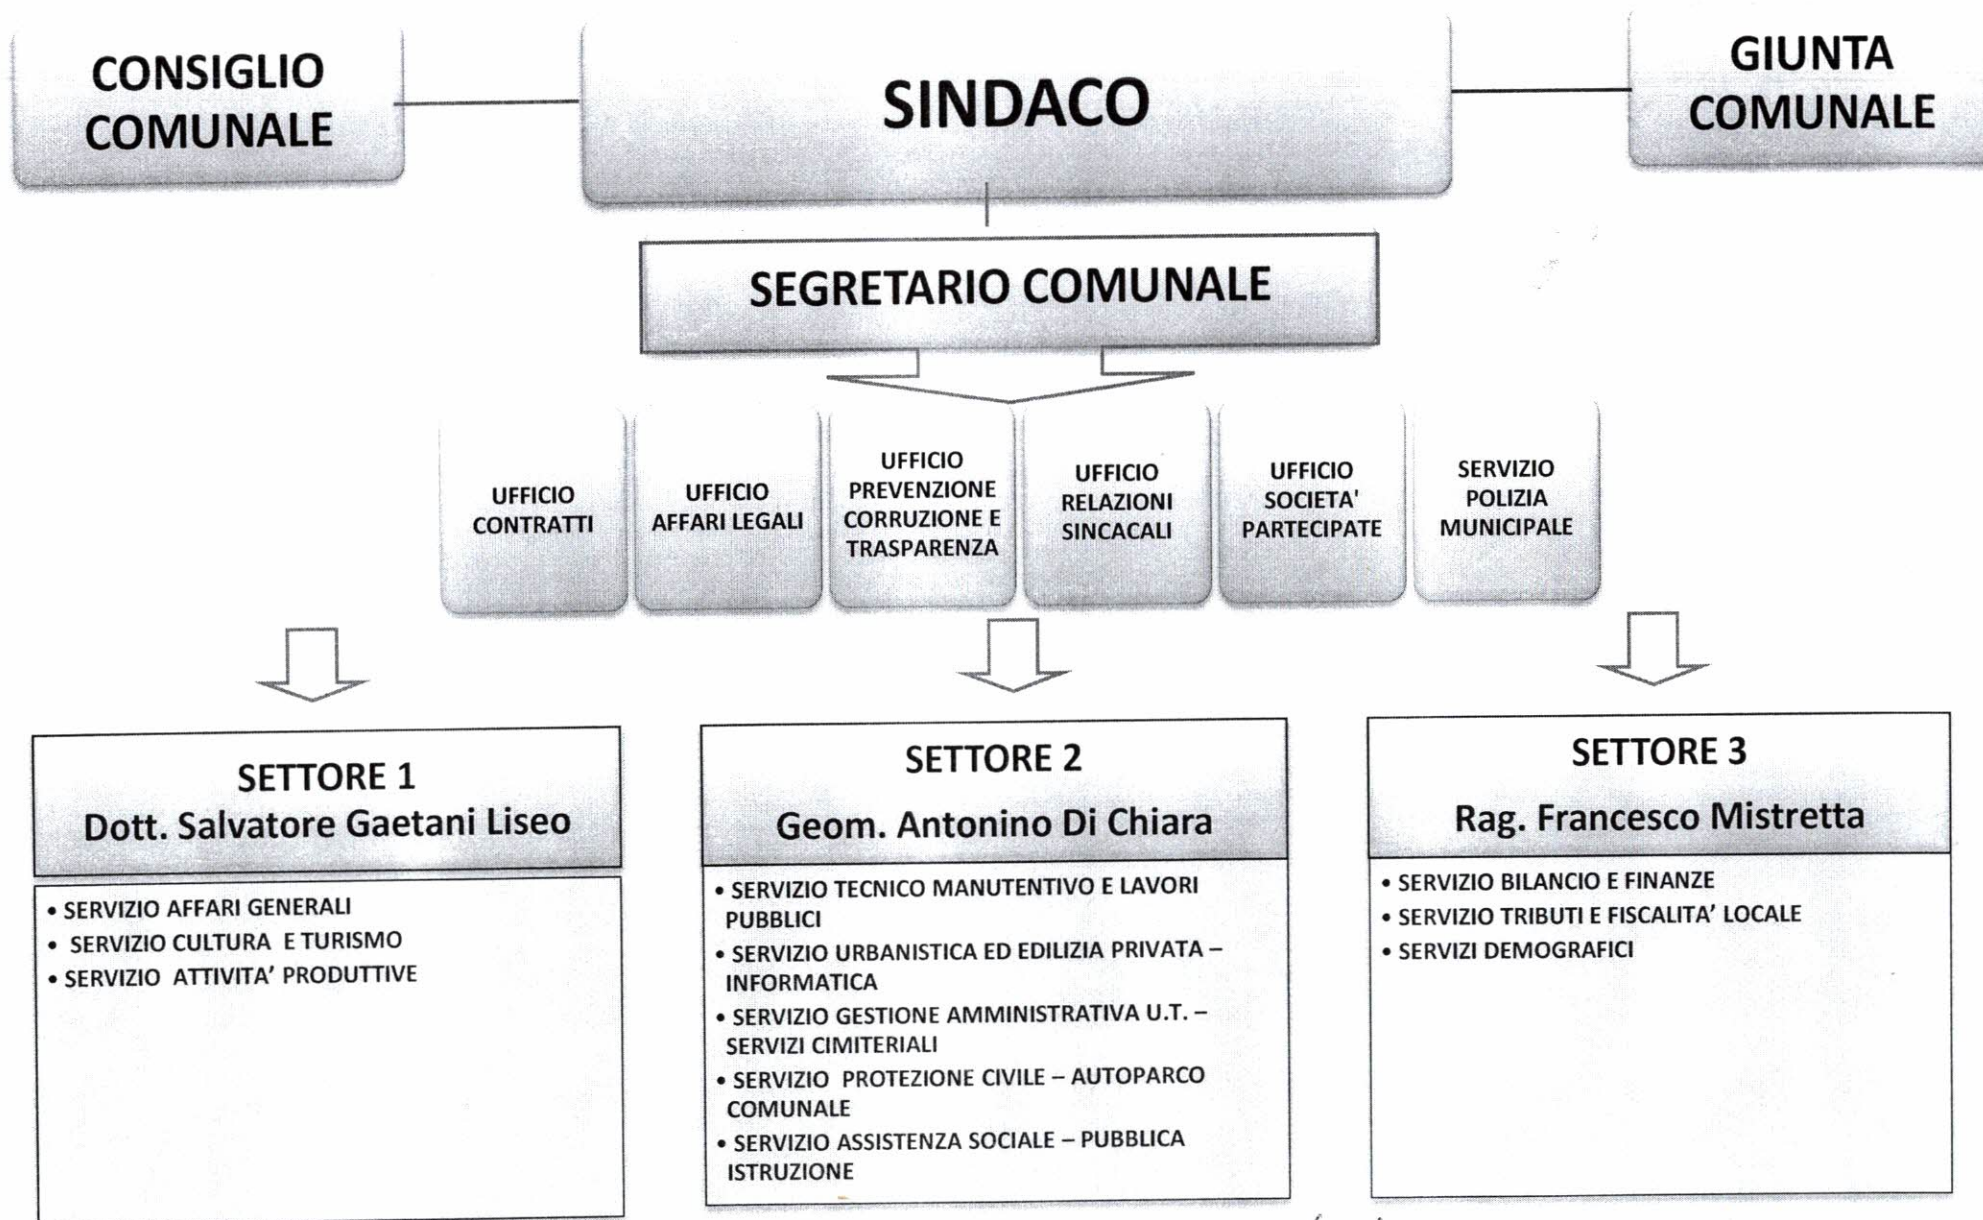 CONSIGLIO
COMUNALE
SINDACO
GIUNTA
COMUNALE
SEGRETARIO COMUNALE
UFFICIO
CONTRATTI
UFFICIO
AFFARI LEGALI
UFFICIO
PREVENZIONE
CORRUZIONE E
TRASPARENZA
UFFICIO
RELAZIONI
SINCACALI
UFFICIO
SOCIETA'
PARTECIPATE
SERVIZIO
POLIZIA
MUNICIPALE
SETTORE 1
Dott. Salvatore Gaetani Liseo
• SERVIZIO AFFARI GENERALI
• SERVIZIO CULTURA E TURISMO
• SERVIZIO ATTIVITA’ PRODUTTIVE
SETTORE 2
Geom. Antonino Di Chiara
• SERVIZIO TECNICO MANUTENTIVO E LAVORI
PUBBLICI
• SERVIZIO URBANISTICA ED EDILIZIA PRIVATA –
INFORMATICA
• SERVIZIO GESTIONE AMMINISTRATIVA U.T. –
SERVIZI CIMITERIALI
• SERVIZIO PROTEZIONE CIVILE – AUTOPARCO
COMUNALE
• SERVIZIO ASSISTENZA SOCIALE – PUBBLICA
ISTRUZIONE
SETTORE 3
Rag. Francesco Mistretta
• SERVIZIO BILANCIO E FINANZE
• SERVIZIO TRIBUTI E FISCALITA’ LOCALE
• SERVIZI DEMOGRAFICI